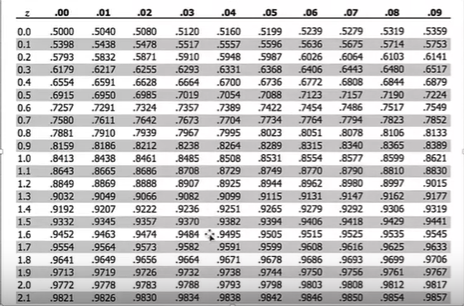 z .00 .01 .02 .03 .04 .05 .06 .07 .08 .09
0.0 .5000 .5040 .5080 .5120 .5160 .5199 .5239 .5279 .5319 .5359
0.1 .5398 .5438 .5478 .5517 .5557 .5596 .5636 .5675 .5714 .5753
0.2 .5793 .5832 .5871 .5910 .5948 .5987 .6026 .6064 .6103 .6141
0.3 .6179 .6217 .6255 .6293 .6331 .6368 .6406 .6443 .6480 .6517
0.4 .6554 .6591 .6628 .6664 .6700 .6736 .6772 .6808 .6844 .6879
0.5 .6915 .6950 .6985 .7019 .7054 .7088 .7123 .7157 .7190 .7224
0.6 .7257 .7291 .7324 .7357 .7389 .7422 .7454 .7486 .7517 .7549
0.7 .7580 .7611 .7642 .7673 .7704 .7734 .7764 .7794 .7823 .7852
0.8 .7881 .7910 .7939 .7967 .7995 .8023 .8051 .8078 .8106 .8133
0.9 .8159 .8186 .8212 .8238 .8264 .8289 .8315 .8340 .8365 .8389
1.0 .8413 .8438 .8461 .8485 .8508 .8531 .8554 .8577 .8599 .8621
1.1 .8643 .8665 .8686 .8708 .8729 .8749 .8770 .8790 .8810 .8830
1.2 .8849 .8869 .8888 .8907 .8925 .8944 .8962 .8980 .8997 .9015
1.3 .9032 .9049 .9066 .9082 .9099 .9115 .9131 .9147 .9162 .9177
1.4 .9192 .9207 .9222 .9236 .9251 .9265 .9279 .9292 .9306 .9319
1.5 .9332 .9345 .9357 .9370 .9382 .9394 .9406 .9418 .9429 .9441
1.6 .9452 .9463 .9474 .9484 .9495 .9505 .9515 .9525 .9535 .9545
1.7 .9554 .9564 .9573 .9582 .9591 .9599 .9608 .9616 .9625 .9633
1.8 .9641 .9649 .9656 .9664 .9671 .9678 .9686 .9693 .9699 .9706
1.9 .9713 .9719 .9726 .9732 .9738 .9744 .9750 .9756 .9761 .9767
2.0 .9772 .9778 .9783 .9788 .9793 .9798 .9803 .9808 .9812 .9817
2.1 .9821 .9826 .9830 .9834 .9838 .9842 .9846 .9850 .9854 .9857